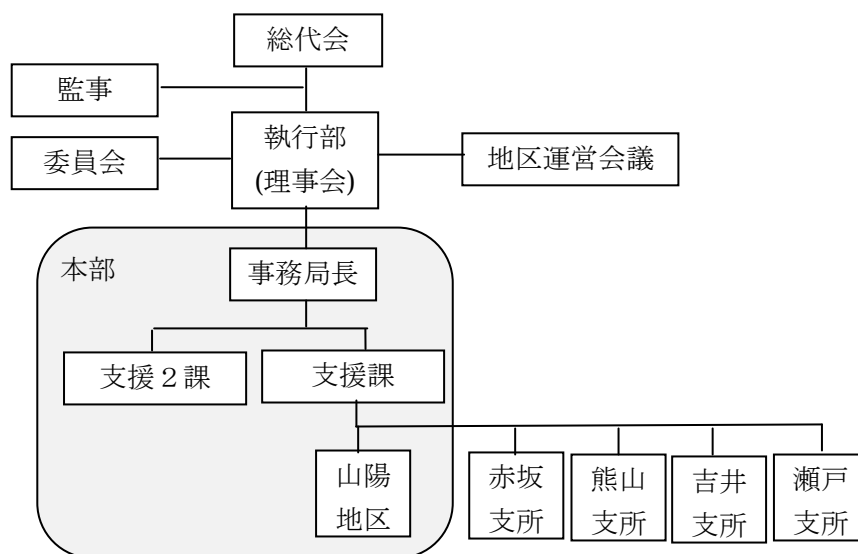 総代会
監事
執行部
(理事会)
委員会
地区運営会議
本部
事務局長
支援２課
支援課
山陽
地区
赤坂
支所
熊山
支所
吉井
支所
瀬戸
支所